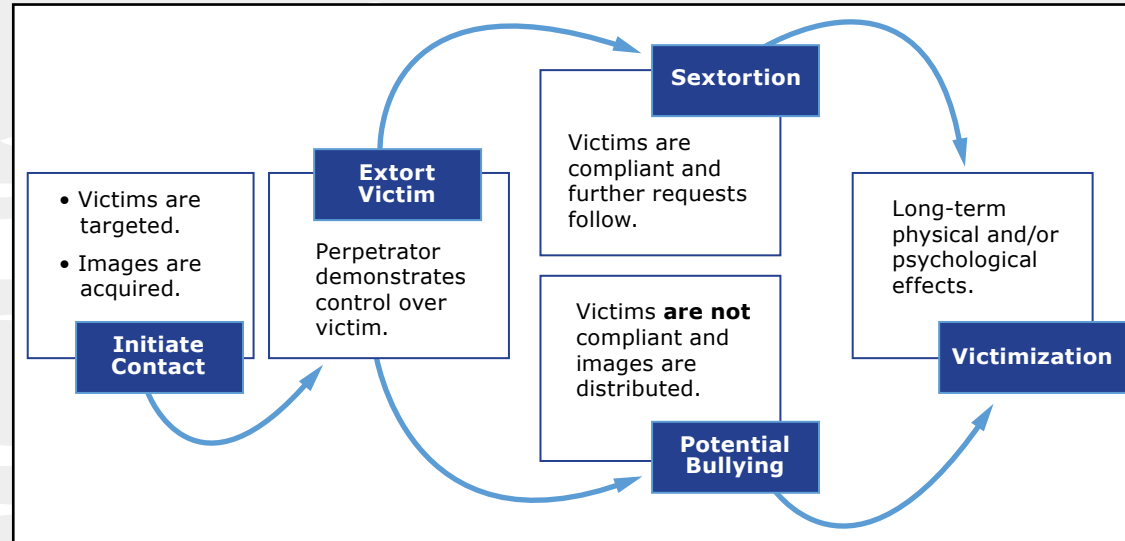 • Victims are
targeted.
• Images are
acquired.
Initiate
Contact
Extort
Victim
Perpetrator
demonstrates
control over
victim.
Sextortion
Victims are
compliant and
further requests
follow.
Victims are not
compliant and
images are
distributed.
Potential
Bullying
Long-term
physical and/or
psychological
effects.
Victimization